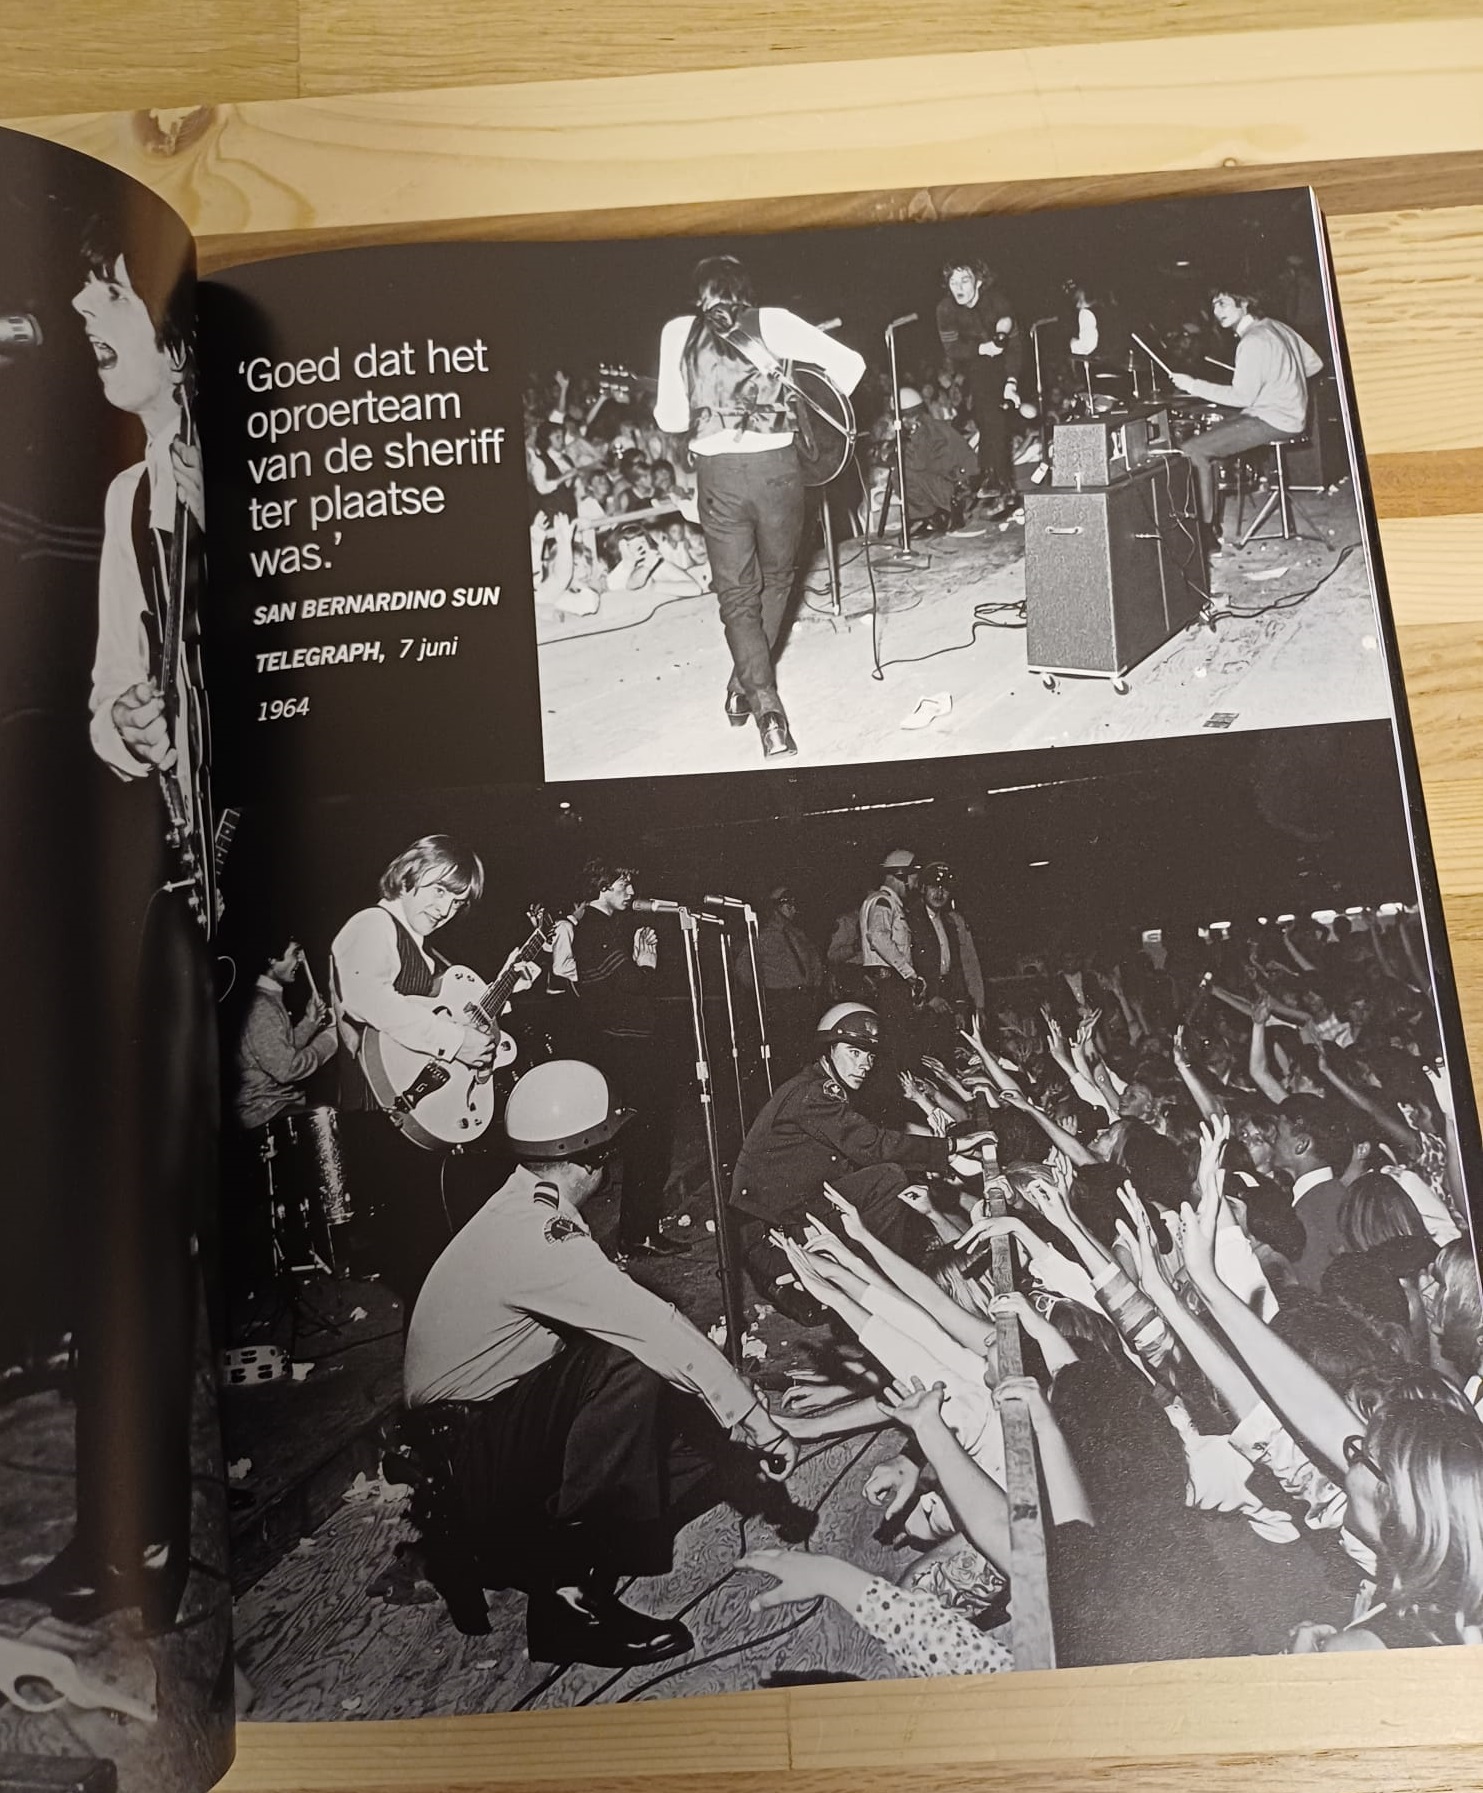 ‘Goed dat het
oproerteam
van de sheriff
ter plaatse
was.’
SAN BERNARDINO SUN
TELEGRAPH, 7 juni
1964